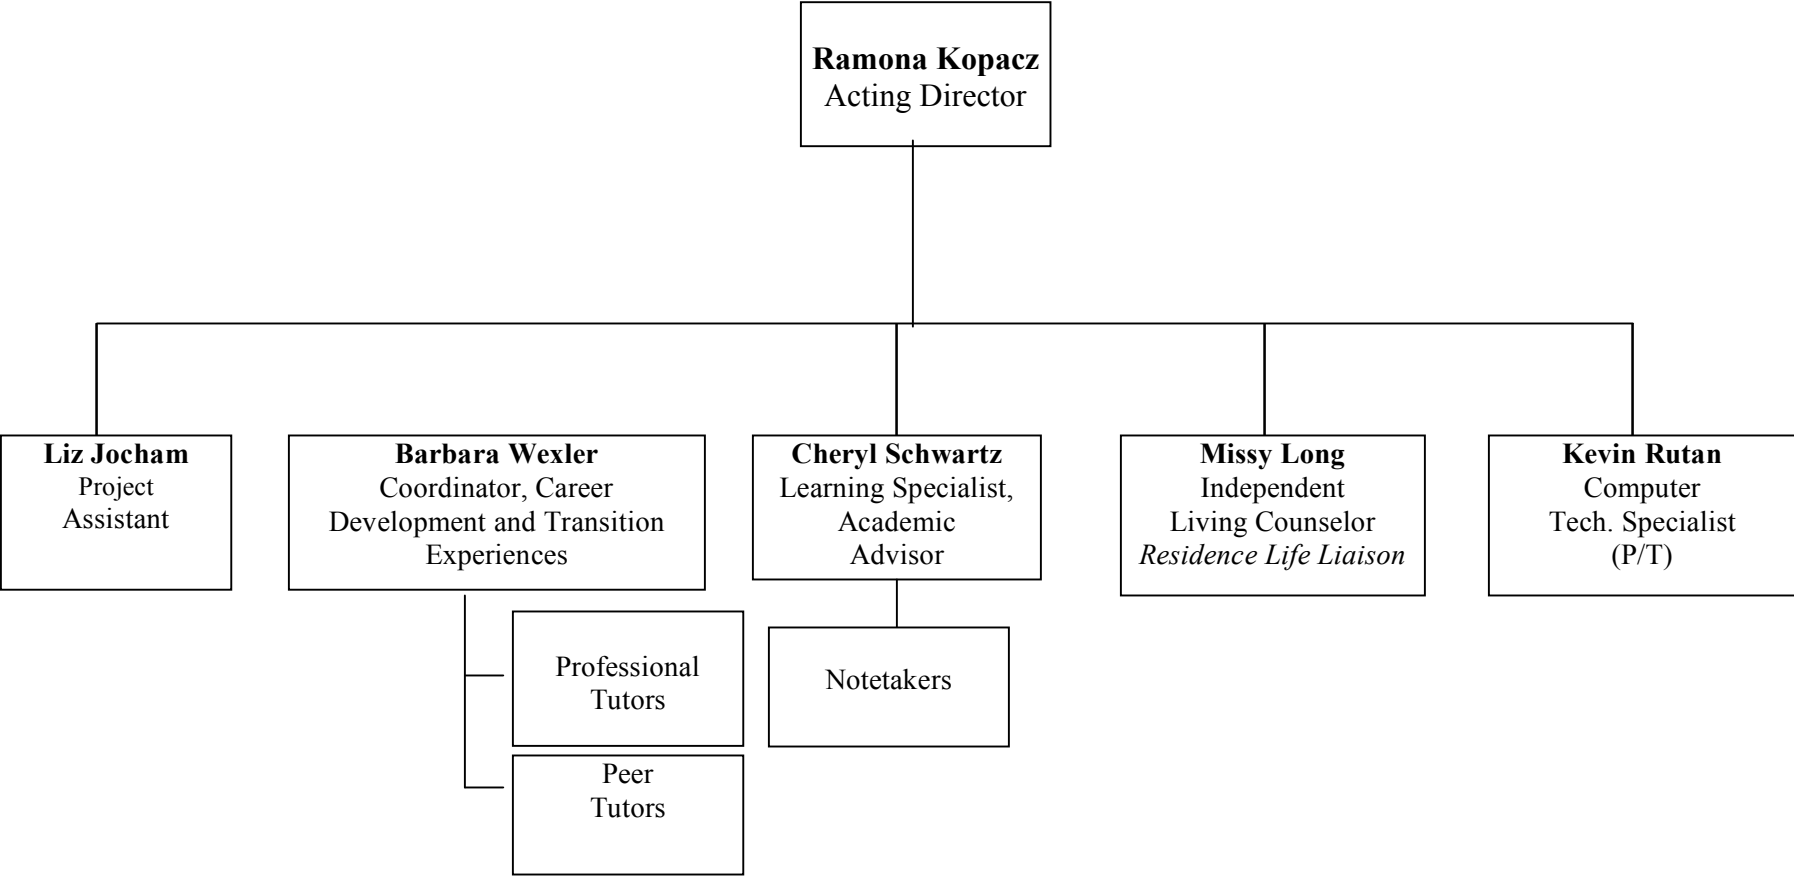 Ramona Kopacz
Acting Director
Liz Jocham
Project
Assistant
Barbara Wexler
Coordinator, Career
Development and Transition
Experiences
Cheryl Schwartz
Learning Specialist,
Academic
Advisor
Missy Long
Independent
Living Counselor
Residence Life Liaison
Kevin Rutan
Computer
Tech. Specialist
(P/T)
Professional
Tutors
Notetakers
Peer
Tutors